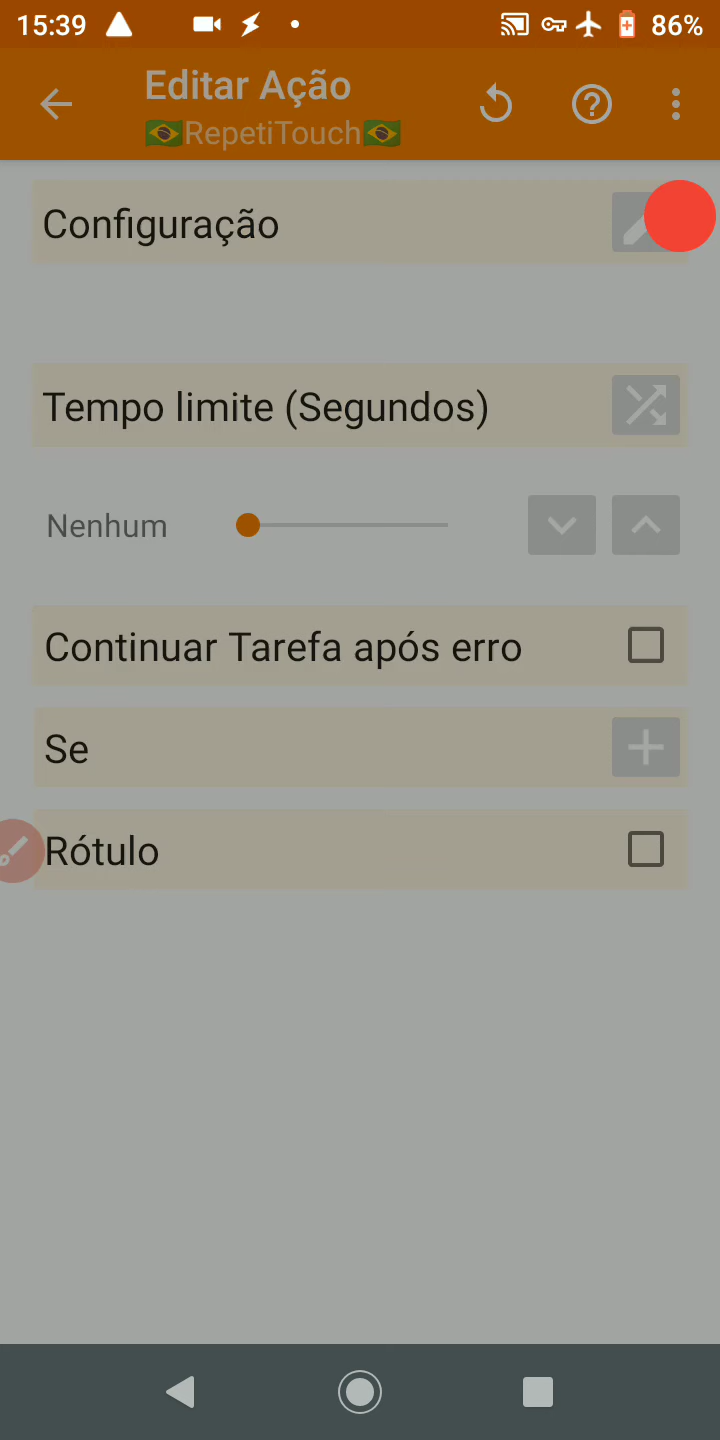 15:39
86%
Editar Ação
🇧🇷RepetiTouch🇧🇷
Configuração
Tempo limite (Segundos)
Nenhum
Continuar Tarefa após erro
Se
Rótulo